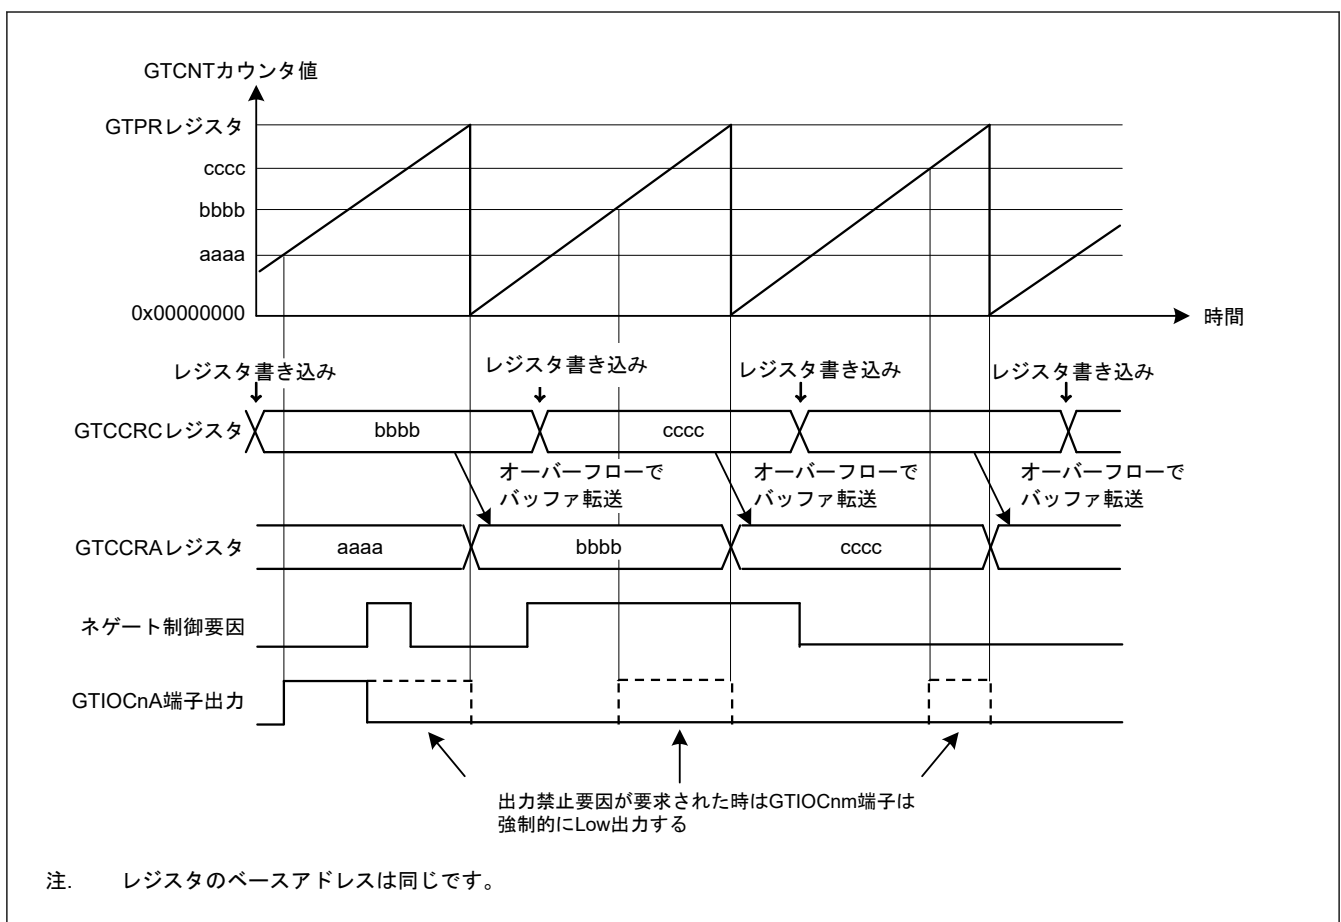 GTCNTカウンタ値
GTPRレジスタ
cccc
bbbb
aaaa
0x00000000
時間
レジスタ書き込み
レジスタ書き込み
レジスタ書き込み
レジスタ書き込み
GTCCRCレジスタ
bbbb
cccc
オーバーフローで
バッファ転送
オーバーフローで
バッファ転送
オーバーフローで
バッファ転送
GTCCRAレジスタ
aaaa
bbbb
cccc
ネゲート制御要因
GTIOCnA端子出力
出力禁止要因が要求された時はGTIOCnm端子は
強制的にLow出力する
注. レジスタのベースアドレスは同じです。